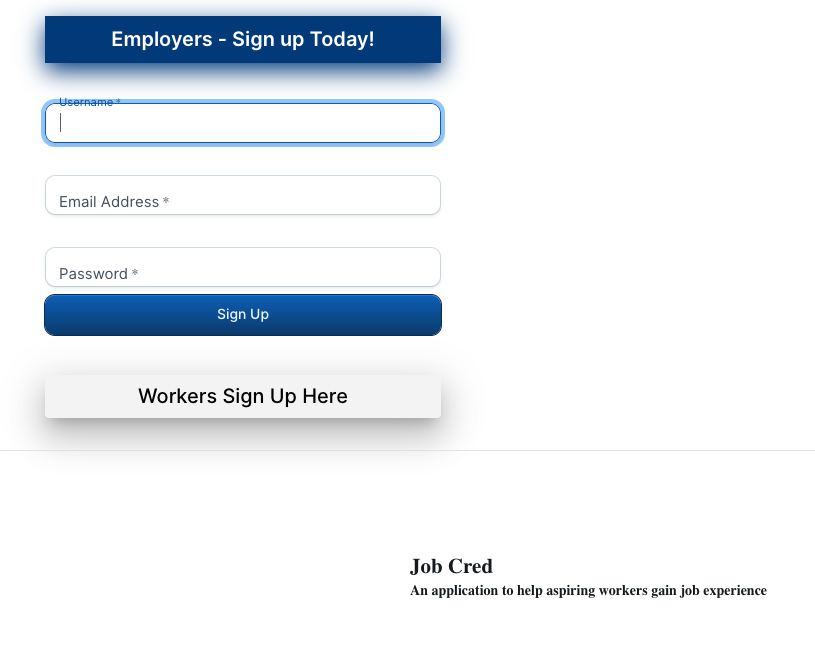 Employers - Sign up Today!
Username *
Email Address *
Password *
Sign Up
Workers Sign Up Here
Job Cred
An application to help aspiring workers gain job experience